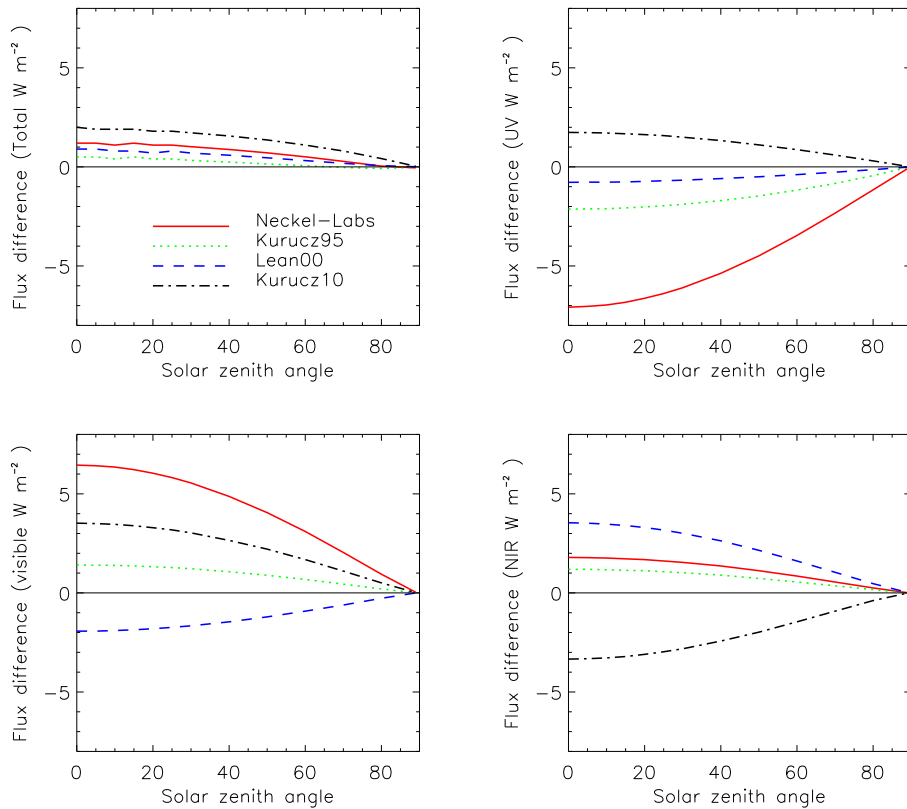 Flux difference (Total W m⁻²)
5
0
−5
Neckel−Labs
Kurucz95
Lean00
Kurucz10
0 20 40 60 80
Solar zenith angle
Flux difference (UV W m⁻² )
5
0
−5
0 20 40 60 80
Solar zenith angle
Flux difference (visible W m⁻² )
5
0
−5
0 20 40 60 80
Solar zenith angle
Flux difference (NIR W m⁻² )
5
0
−5
0 20 40 60 80
Solar zenith angle